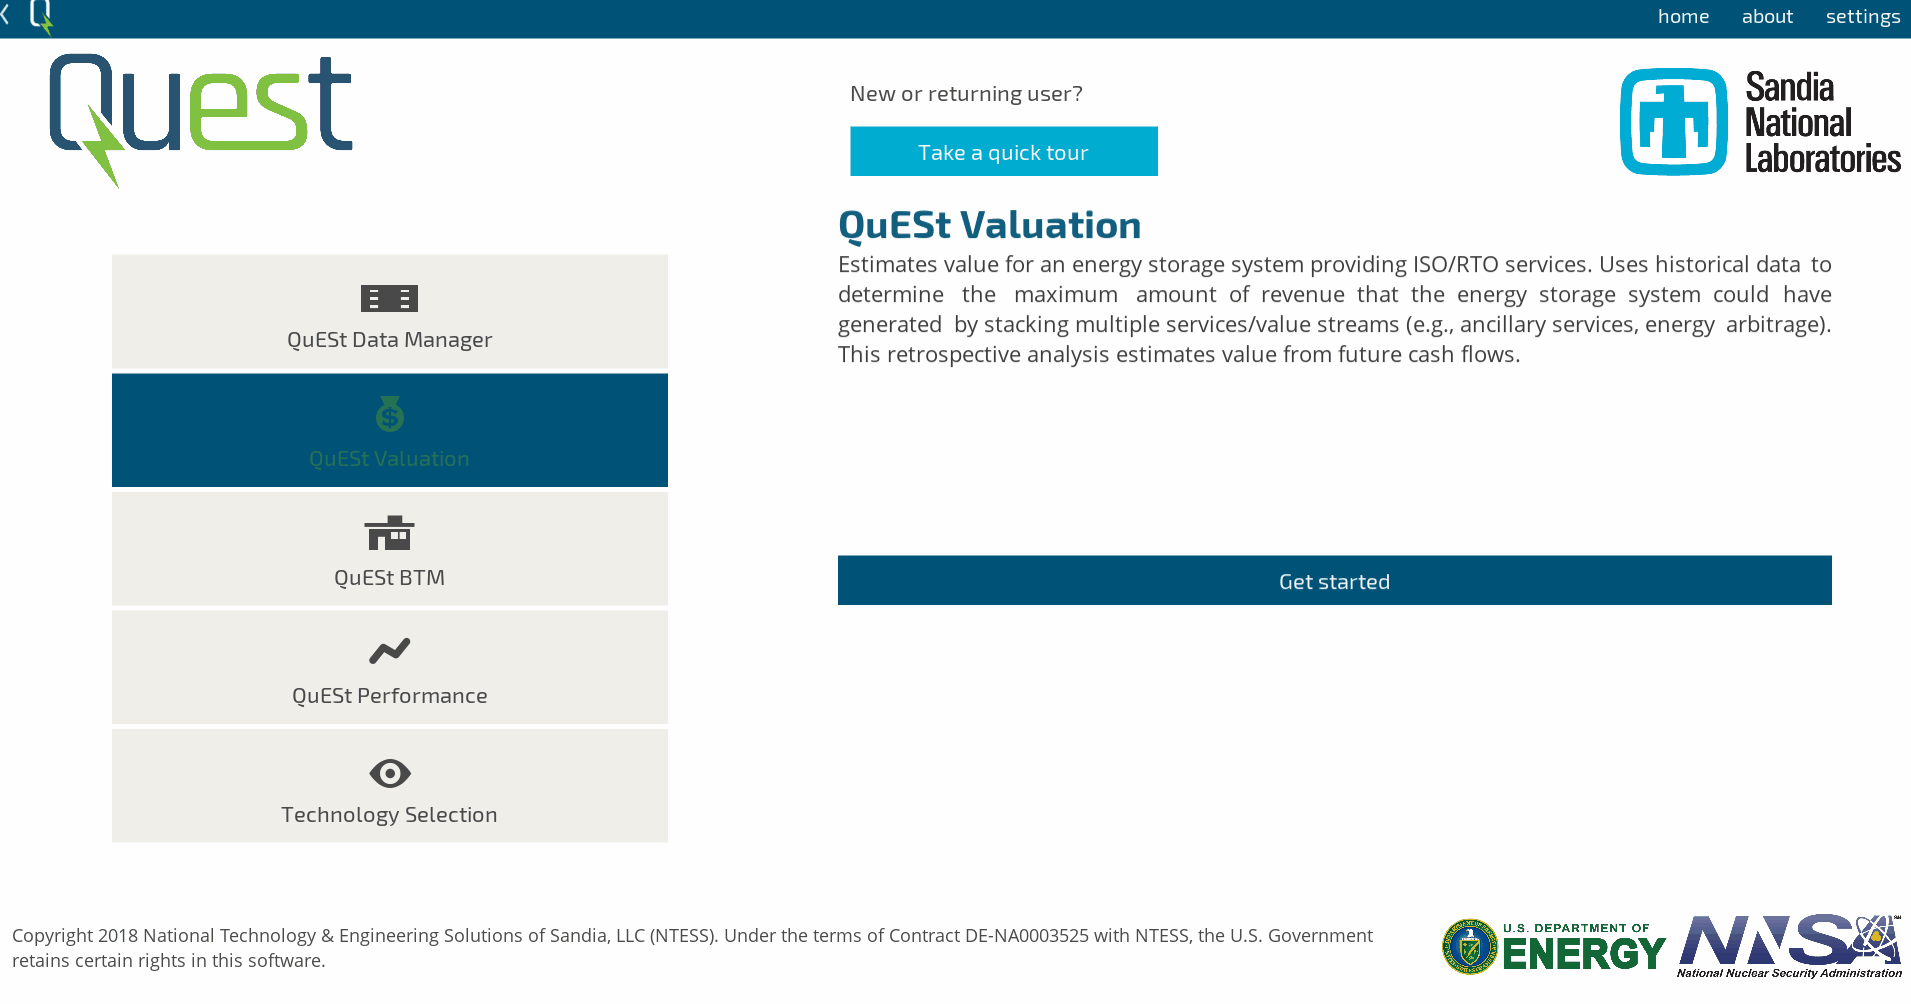 home about settings
Quest
New or returning user?
Take a quick tour
Sandia
National
Laboratories
QuESt Valuation
Estimates value for an energy storage system providing ISO/RTO services. Uses historical data to
determine the maximum amount of revenue that the energy storage system could have
generated by stacking multiple services/value streams (e.g., ancillary services, energy arbitrage).
This retrospective analysis estimates value from future cash flows.
Get started
QuESt Data Manager
QuESt Valuation
QuESt BTM
QuESt Performance
Technology Selection
Copyright 2018 National Technology & Engineering Solutions of Sandia, LLC (NTESS). Under the terms of Contract DE-NA0003525 with NTESS, the U.S. Government
retains certain rights in this software.
U.S. DEPARTMENT OF
ENERGY
NNSA
National Nuclear Security Administration